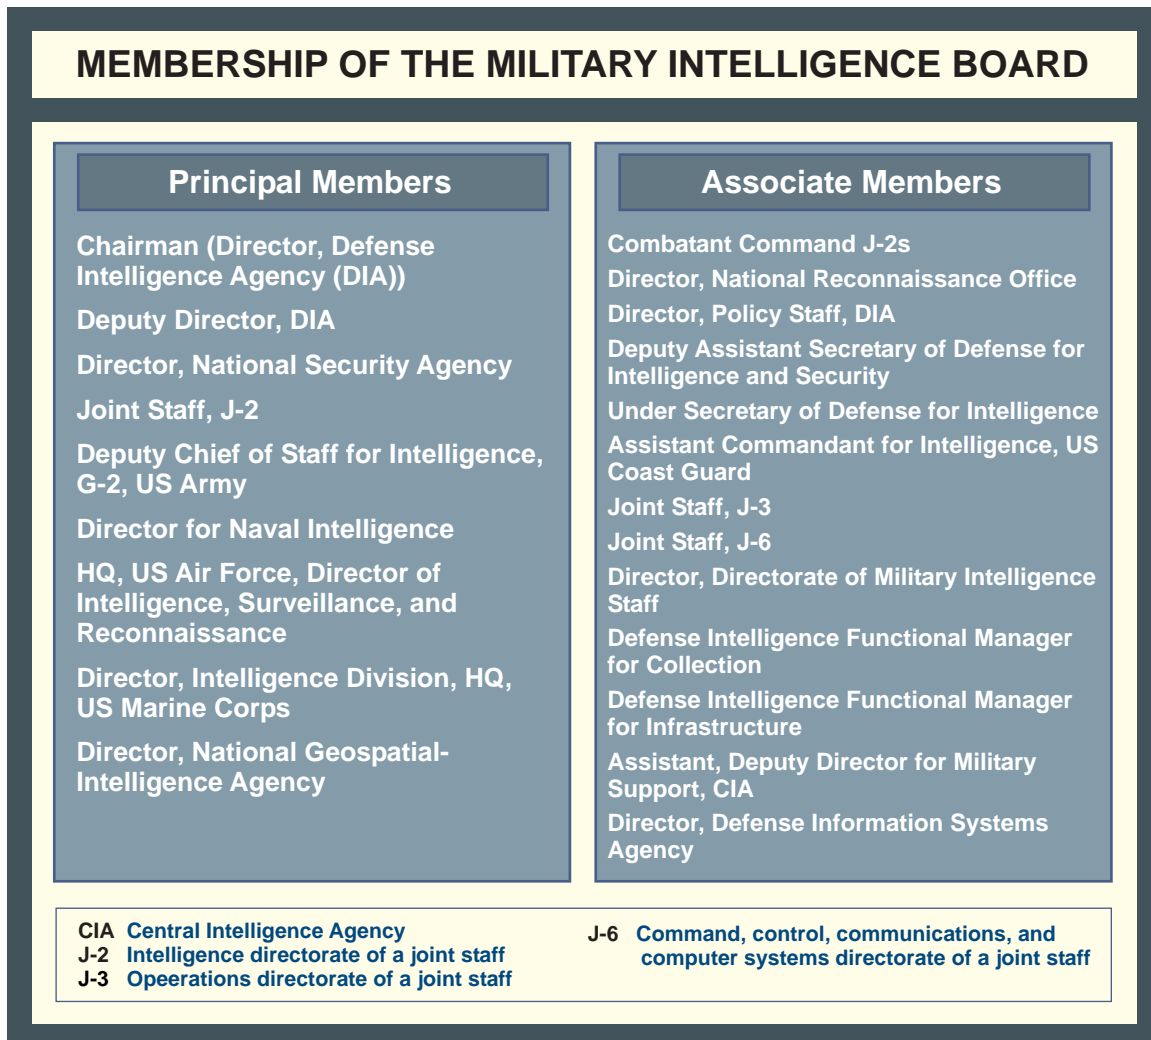 MEMBERSHIP OF THE MILITARY INTELLIGENCE BOARD
Principal Members
Chairman (Director, Defense
Intelligence Agency (DIA))
Deputy Director, DIA
Director, National Security Agency
Joint Staff, J-2
Deputy Chief of Staff for Intelligence,
G-2, US Army
Director for Naval Intelligence
HQ, US Air Force, Director of
Intelligence, Surveillance, and
Reconnaissance
Director, Intelligence Division, HQ,
US Marine Corps
Director, National Geospatial-
Intelligence Agency
Associate Members
Combatant Command J-2s
Director, National Reconnaissance Office
Director, Policy Staff, DIA
Deputy Assistant Secretary of Defense for
Intelligence and Security
Under Secretary of Defense for Intelligence
Assistant Commandant for Intelligence, US
Coast Guard
Joint Staff, J-3
Joint Staff, J-6
Director, Directorate of Military Intelligence
Staff
Defense Intelligence Functional Manager
for Collection
Defense Intelligence Functional Manager
for Infrastructure
Assistant, Deputy Director for Military
Support, CIA
Director, Defense Information Systems
Agency
CIA Central Intelligence Agency
J-2 Intelligence directorate of a joint staff
J-3 Opeerations directorate of a joint staff
J-6 Command, control, communications, and
computer systems directorate of a joint staff